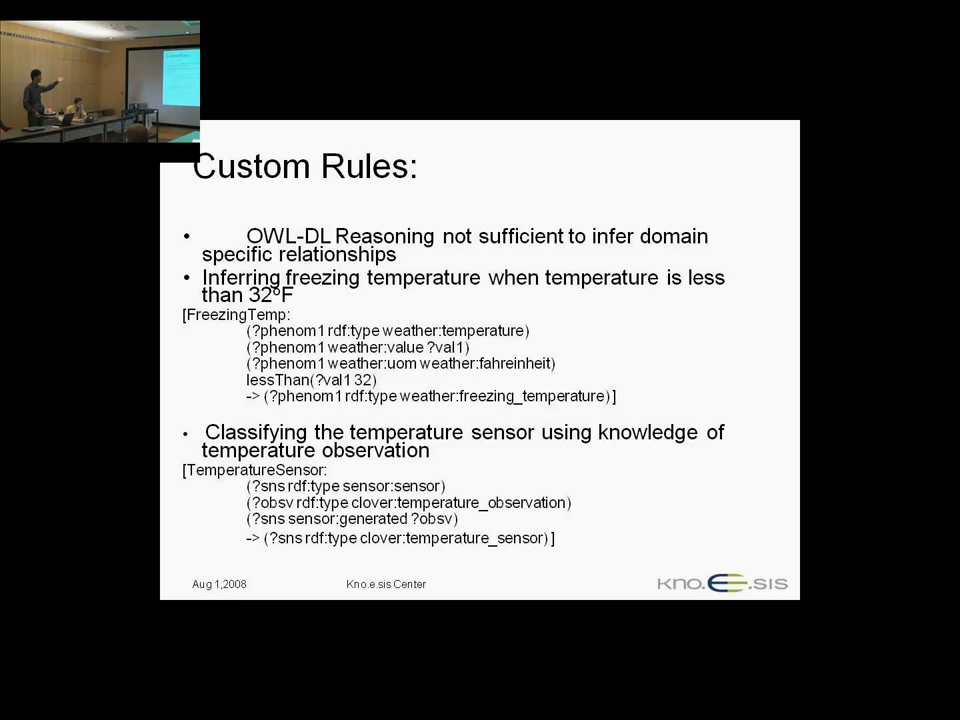 Custom Rules:
• OWL-DL Reasoning not sufficient to infer domain
specific relationships
• Inferring freezing temperature when temperature is less
than 32ºF
[FreezingTemp:
(?phenom1 rdf:type weather:temperature)
(?phenom1 weather:value ?val1)
(?phenom1 weather:uom weather:fahreinheit)
lessThan(?val1 32)
-> (?phenom1 rdf:type weather:freezing_temperature) ]
• Classifying the temperature sensor using knowledge of
temperature observation
[TemperatureSensor:
(?sns rdf:type sensor:sensor)
(?obsv rdf:type clover:temperature_observation)
(?sns sensor:generated ?obsv)
-> (?sns rdf:type clover:temperature_sensor) ]
Aug 1,2008 Kno.e.sis Center kno.e.sis